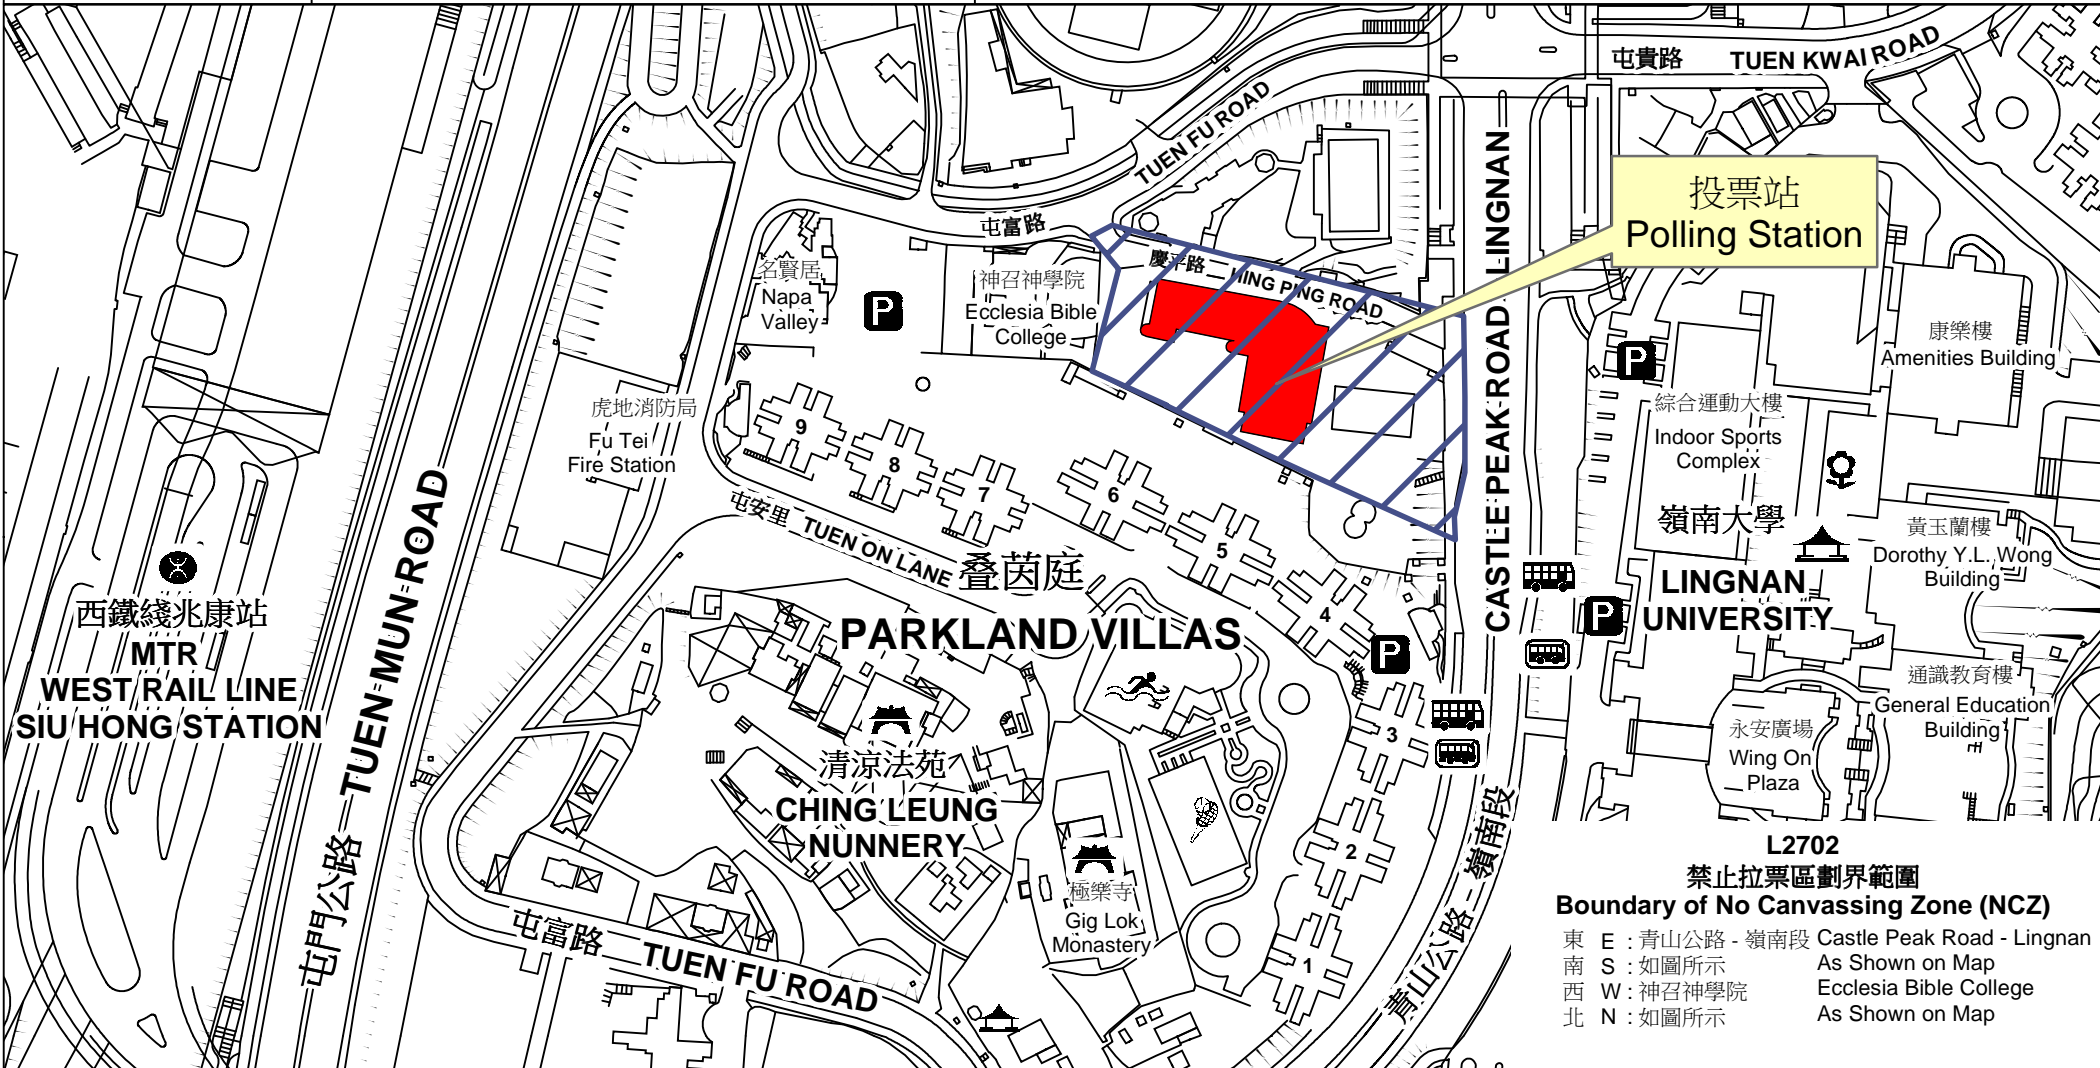 屯貴路 TUEN KWAI ROAD
TUEN FU ROAD
屯富路
投票站
Polling Station
慶平路 HING PING ROAD
CASTLE PEAK ROAD LINGNAN
名賢居
Napa
Valley
P
神召神學院
Ecclesia Bible
College
康樂樓
Amenities Building
P
虎地消防局
Fu Tei
Fire Station
綜合運動大樓
Indoor Sports
Complex
9
8
7
6
5
4
3
2
1
屯安里 TUEN ON LANE
疊茵庭
PARKLAND VILLAS
嶺南大學
LINGNAN
UNIVERSITY
P
P
黃玉蘭樓
Dorothy Y.L. Wong
Building
西鐵綫兆康站
MTR
WEST RAIL LINE
SIU HONG STATION
屯門公路 TUEN MUN ROAD
通識教育樓
General Education
Building
永安廣場
Wing On
Plaza
清涼法苑
CHING LEUNG
NUNNERY
極樂寺
Gig Lok
Monastery
屯富路 TUEN FU ROAD
青山公路 - 嶺南段
L2702
禁止拉票區劃界範圍
Boundary of No Canvassing Zone (NCZ)
東 E : 青山公路 - 嶺南段 Castle Peak Road - Lingnan
南 S : 如圖所示 As Shown on Map
西 W : 神召神學院 Ecclesia Bible College
北 N : 如圖所示 As Shown on Map